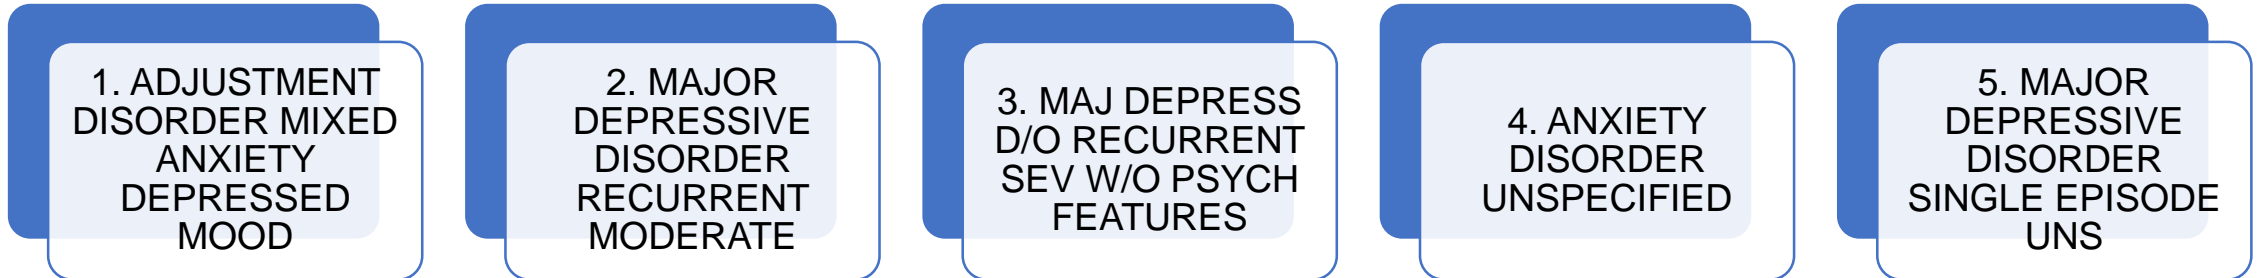 1. ADJUSTMENT
DISORDER MIXED
ANXIETY
DEPRESSED
MOOD
2. MAJOR
DEPRESSIVE
DISORDER
RECURRENT
MODERATE
3. MAJ DEPRESS
D/O RECURRENT
SEV W/O PSYCH
FEATURES
4. ANXIETY
DISORDER
UNSPECIFIED
5. MAJOR
DEPRESSIVE
DISORDER
SINGLE EPISODE
UNS